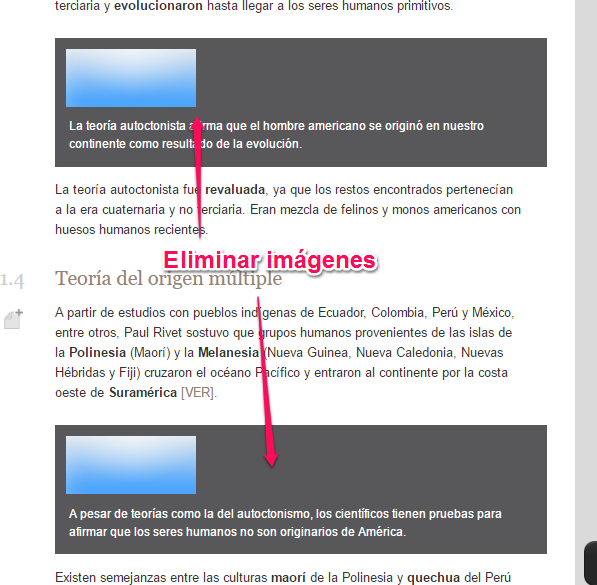 terciaria y evolucionaron hasta llegar a los seres humanos primitivos.
La teoría autoctonista afirma que el hombre americano se originó en nuestro
continente como resultado de la evolución.
La teoría autoctonista fue revaluada, ya que los restos encontrados pertenecían
a la era cuaternaria y no terciaria. Eran mezcla de felinos y monos americanos con
huesos humanos recientes.
Eliminar imágenes
1.4 Teoría del origen múltiple
A partir de estudios con pueblos indígenas de Ecuador, Colombia, Perú y México,
entre otros, Paul Rivet sostuvo que grupos humanos provenientes de las islas de
la Polinesia (Maorí) y la Melanesia (Nueva Guinea, Nueva Caledonia, Nuevas
Hébridas y Fiji) cruzaron el océano Pacífico y entraron al continente por la costa
oeste de Suramérica [VER].
A pesar de teorías como la del autoctonismo, los científicos tienen pruebas para
afirmar que los seres humanos no son originarios de América.
Existen semejanzas entre las culturas maorí de la Polinesia y quechua del Perú